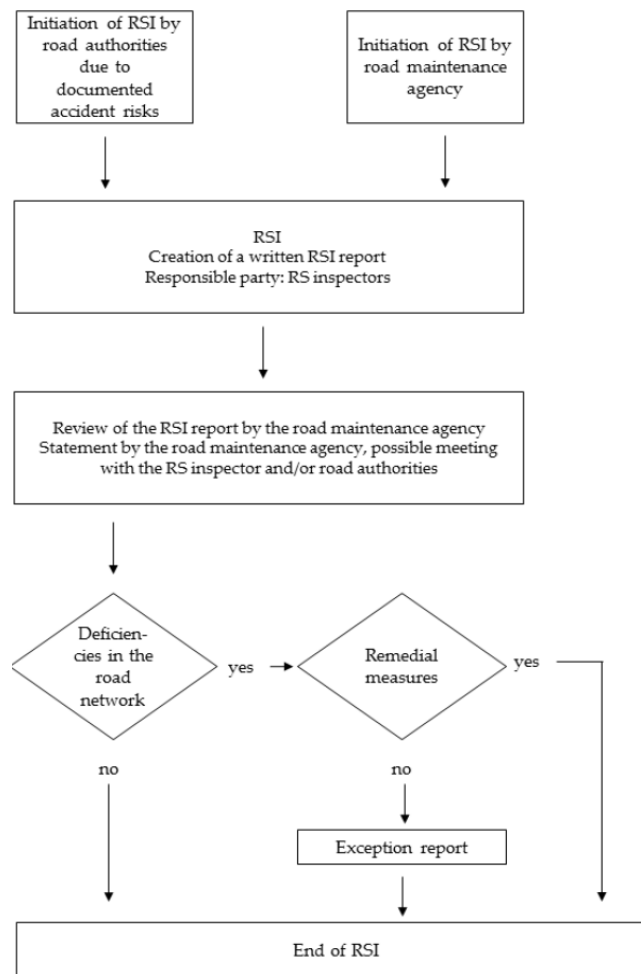 Initiation of RSI by
road authorities
due to
documented
accident risks
Initiation of RSI by
road maintenance
agency
RSI
Creation of a written RSI report
Responsible party: RS inspectors
Review of the RSI report by the road maintenance agency
Statement by the road maintenance agency, possible meeting
with the RS inspector and/or road authorities
Deficien-
cies in the
road
network
yes
Remedial
measures
yes
no
no
Exception report
End of RSI